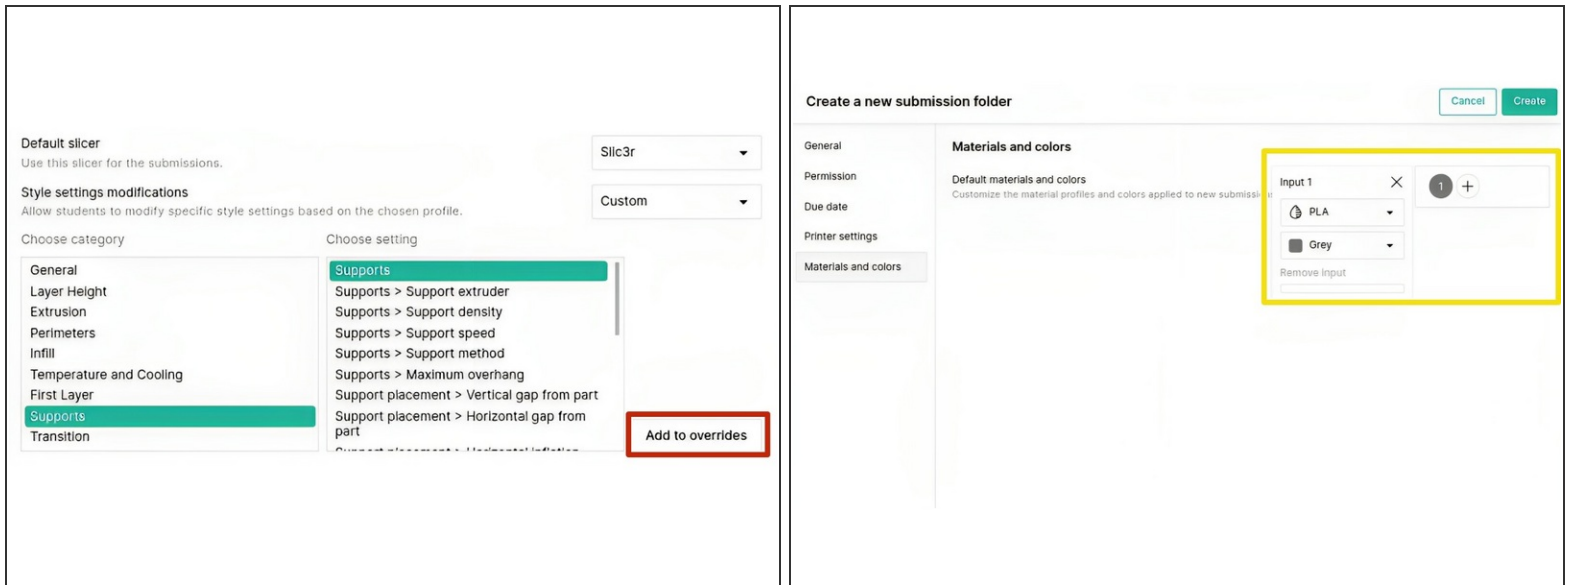 Default slicer
Use this slicer for the submissions.
Slic3r
Style settings modifications
Allow students to modify specific style settings based on the chosen profile.
Custom
Choose category
General
Layer Height
Extrusion
Perimeters
Infill
Temperature and Cooling
First Layer
Supports
Transition
Choose setting
Supports
Supports > Support extruder
Supports > Support density
Supports > Support speed
Supports > Support method
Supports > Maximum overhang
Support placement > Vertical gap from part
Support placement > Horizontal gap from
part
Support placement > Horizontal inflation
Add to overrides
Create a new submission folder
Cancel
Create
General
Permission
Due date
Printer settings
Materials and colors
Materials and colors
Default materials and colors
Customize the material profiles and colors applied to new
Input 1
PLA
Grey
Remove input
1